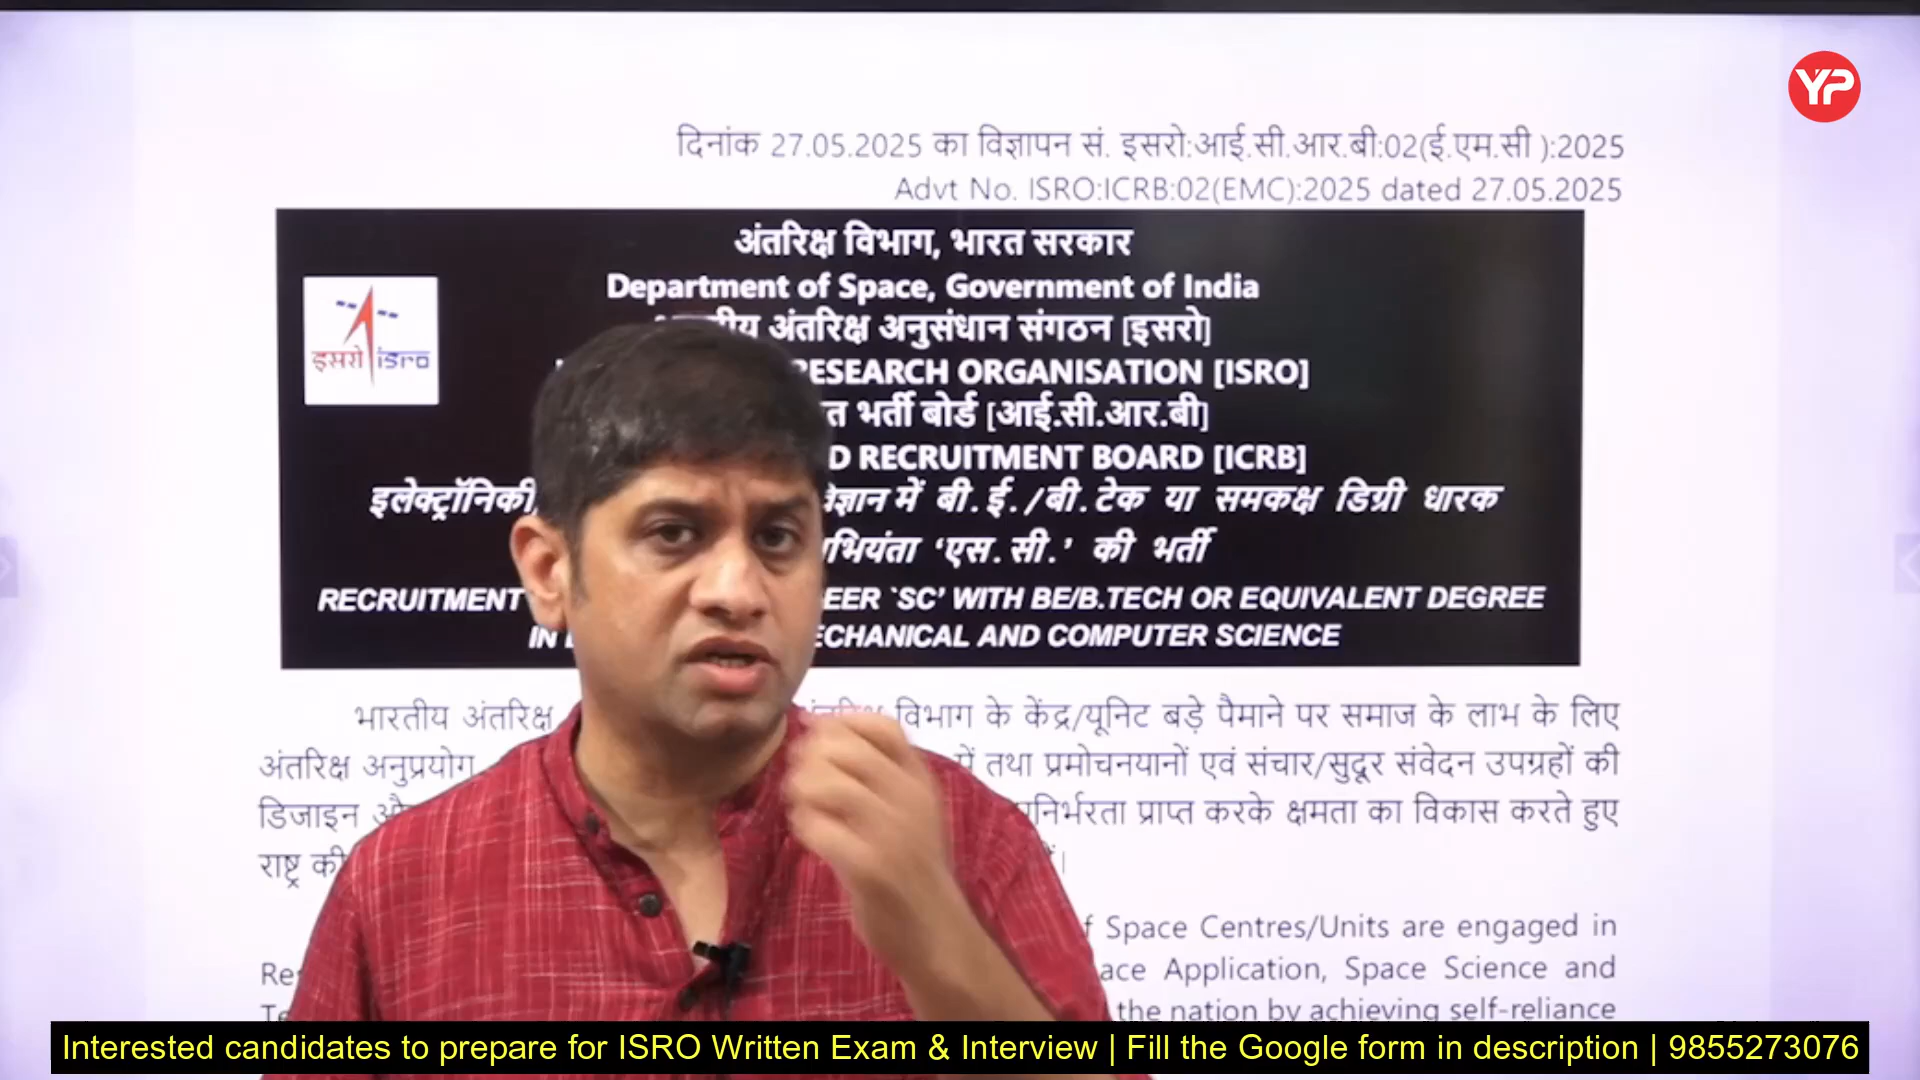 YP
दिनांक 27.05.2025 का विज्ञापन सं. इसरो:आई.सी.आर.बी:02(ई.एम.सी ):2025
Advt No. ISRO:ICRB:02(EMC):2025 dated 27.05.2025
अंतरिक्ष विभाग, भारत सरकार
Department of Space, Government of India
अंतरिक्ष अनुसंधान संगठन [इसरो]
RESEARCH ORGANISATION [ISRO]
इसरो isro
भर्ती बोर्ड [आई.सी.आर.बी]
RECRUITMENT BOARD [ICRB]
इलेक्ट्रॉनिकी, में बी.ई./बी.टेक या समकक्ष डिग्री धारक
‘एस.सी.’ की भर्ती
RECRUITMENT `SC’ WITH BE/B.TECH OR EQUIVALENT DEGREE
IN AND COMPUTER SCIENCE
भारतीय अंतरिक्ष विभाग के केंद्र/यूनिट बड़े पैमाने पर समाज के लाभ के लिए
अंतरिक्ष अनुप्रयोग में तथा प्रमोचनयानों एवं संचार/सुदूर संवेदन उपग्रहों की
डिजाइन प्राप्त करके क्षमता का विकास करते हुए
राष्ट्र की
Space Centres/Units are engaged in
Application, Space Science and
the nation by achieving self-reliance
Interested candidates to prepare for ISRO Written Exam & Interview | Fill the Google form in description | 9855273076